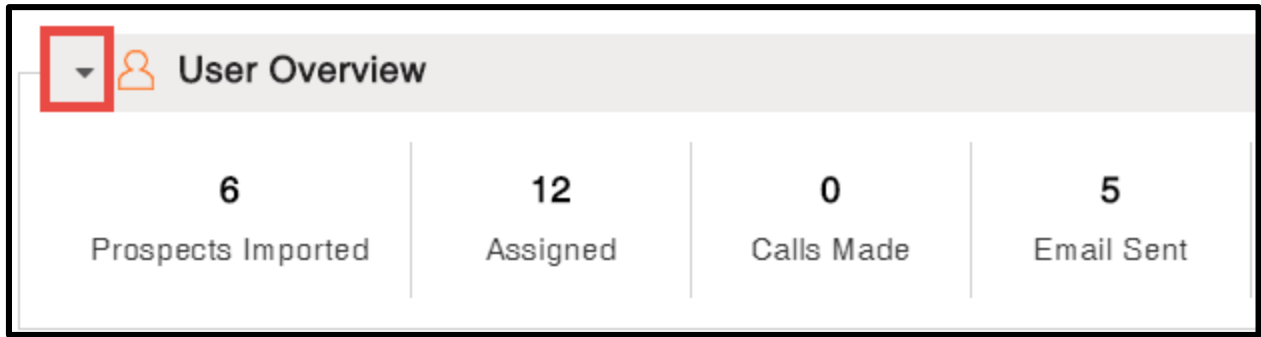 User Overview
6
Prospects Imported
12
Assigned
0
Calls Made
5
Email Sent